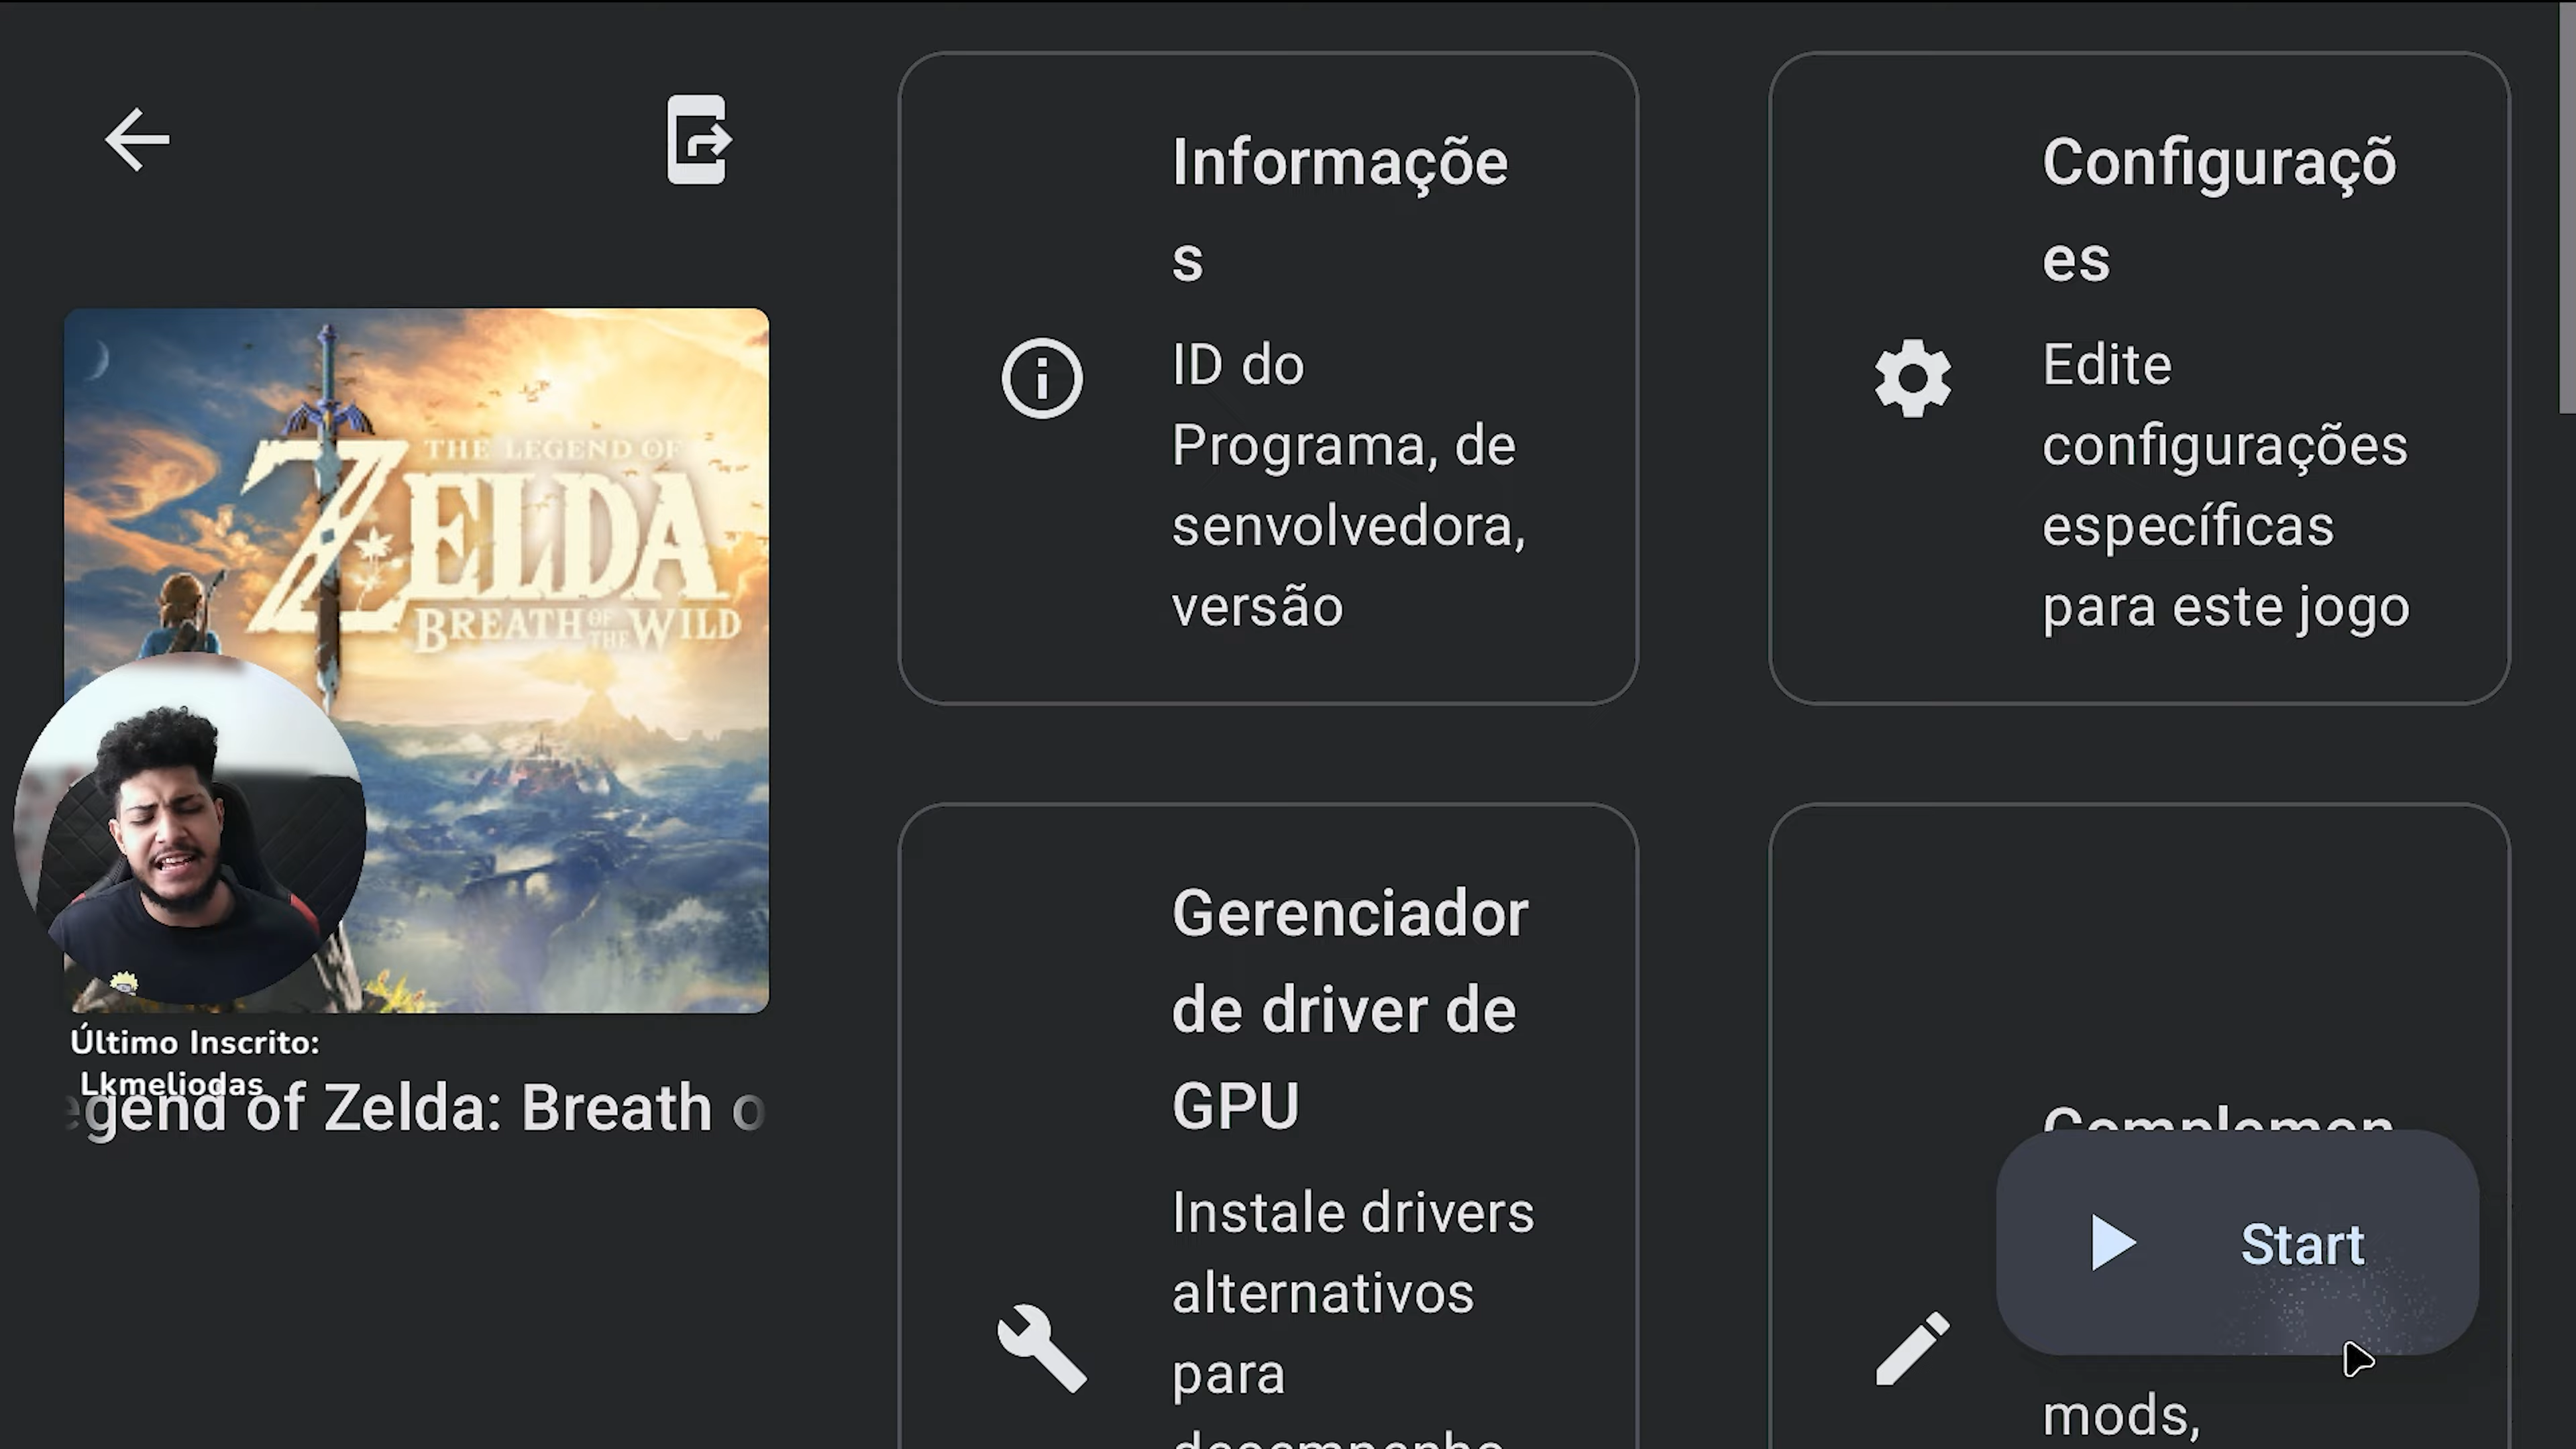 THE LEGEND OF
ZELDA
BREATH OF THE WILD
Último Inscrito:
Lkmeliodas
egend of Zelda: Breath o
Informaçõe
s
ID do
Programa, de
senvolvedora,
versão
Configuraçõ
es
Edite
configurações
específicas
para este jogo
Gerenciador
de driver de
GPU
Instale drivers
alternativos
para
desempenho
Complemen
mods,
Start